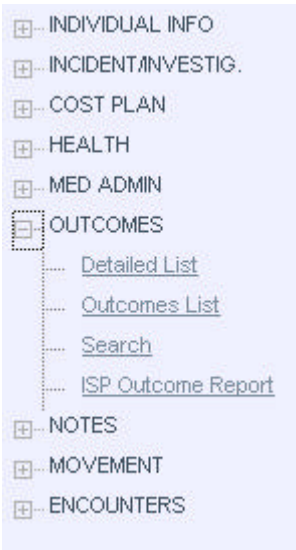 INDIVIDUAL INFO
INCIDENT/INVESTIG.
COST PLAN
HEALTH
MED ADMIN
OUTCOMES
Detailed List
Outcomes List
Search
ISP Outcome Report
NOTES
MOVEMENT
ENCOUNTERS